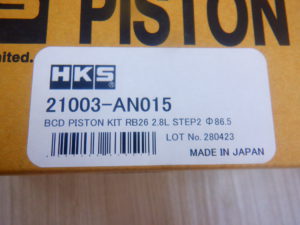 PISTON
nited.
HKS
21003-AN015
BCD PISTON KIT RB26 2.8L STEP2 Φ86.5
LOT No. 280423
MADE IN JAPAN